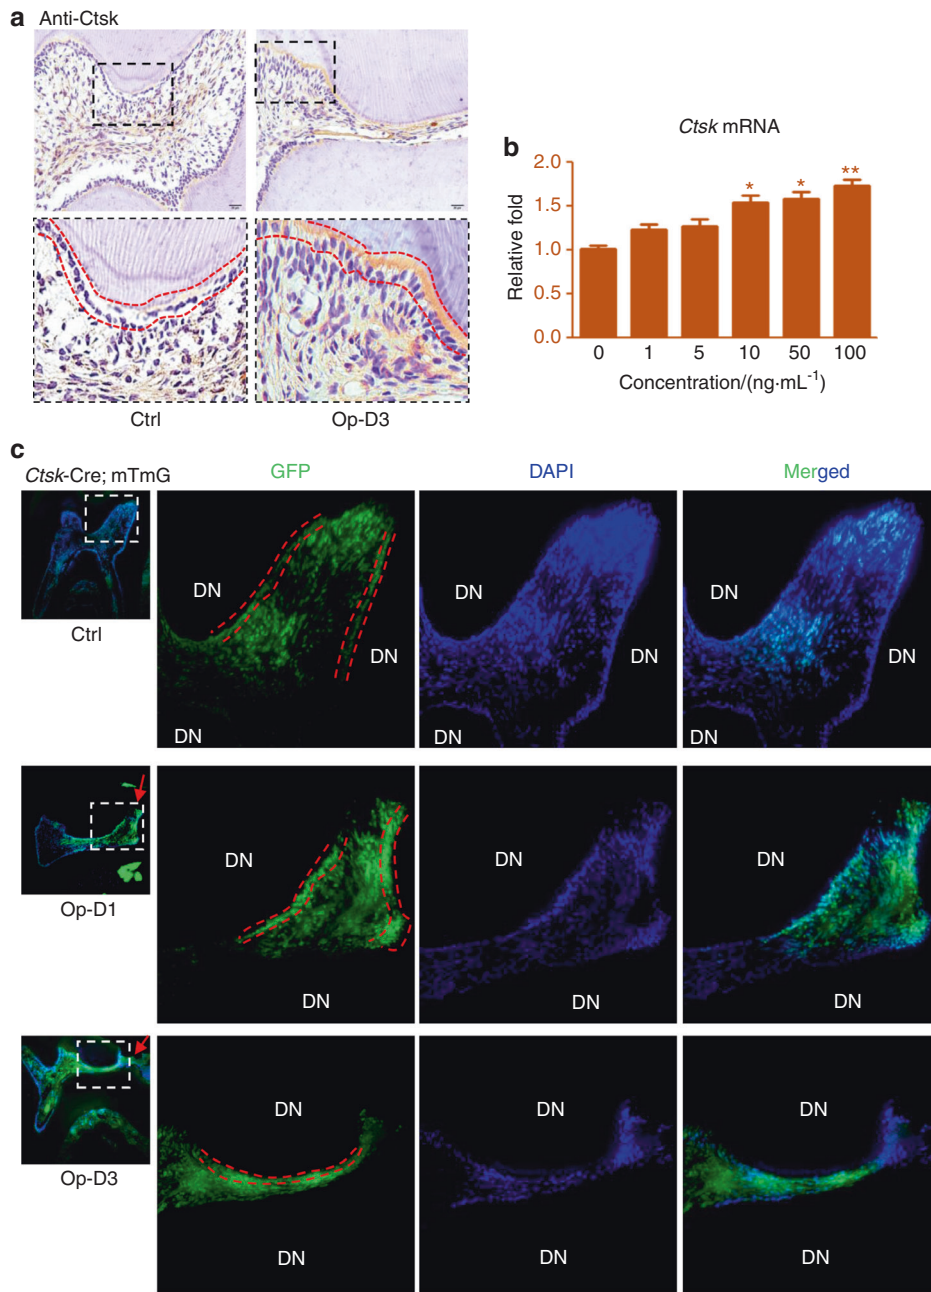 a
Anti-Ctsk
Ctrl
Op-D3
b
Ctsk mRNA
Relative fold
2.0
1.5
1.0
0.5
0.0
*
*
**
0 1 5 10 50 100
Concentration/(ng·mL⁻¹)
c
Ctsk-Cre; mTmG
GFP DAPI Merged
Ctrl
DN
DN
DN
DN
DN
DN
DN
DN
DN
Op-D1
DN
DN
DN
DN
DN
DN
Op-D3
DN
DN
DN
DN
DN
DN